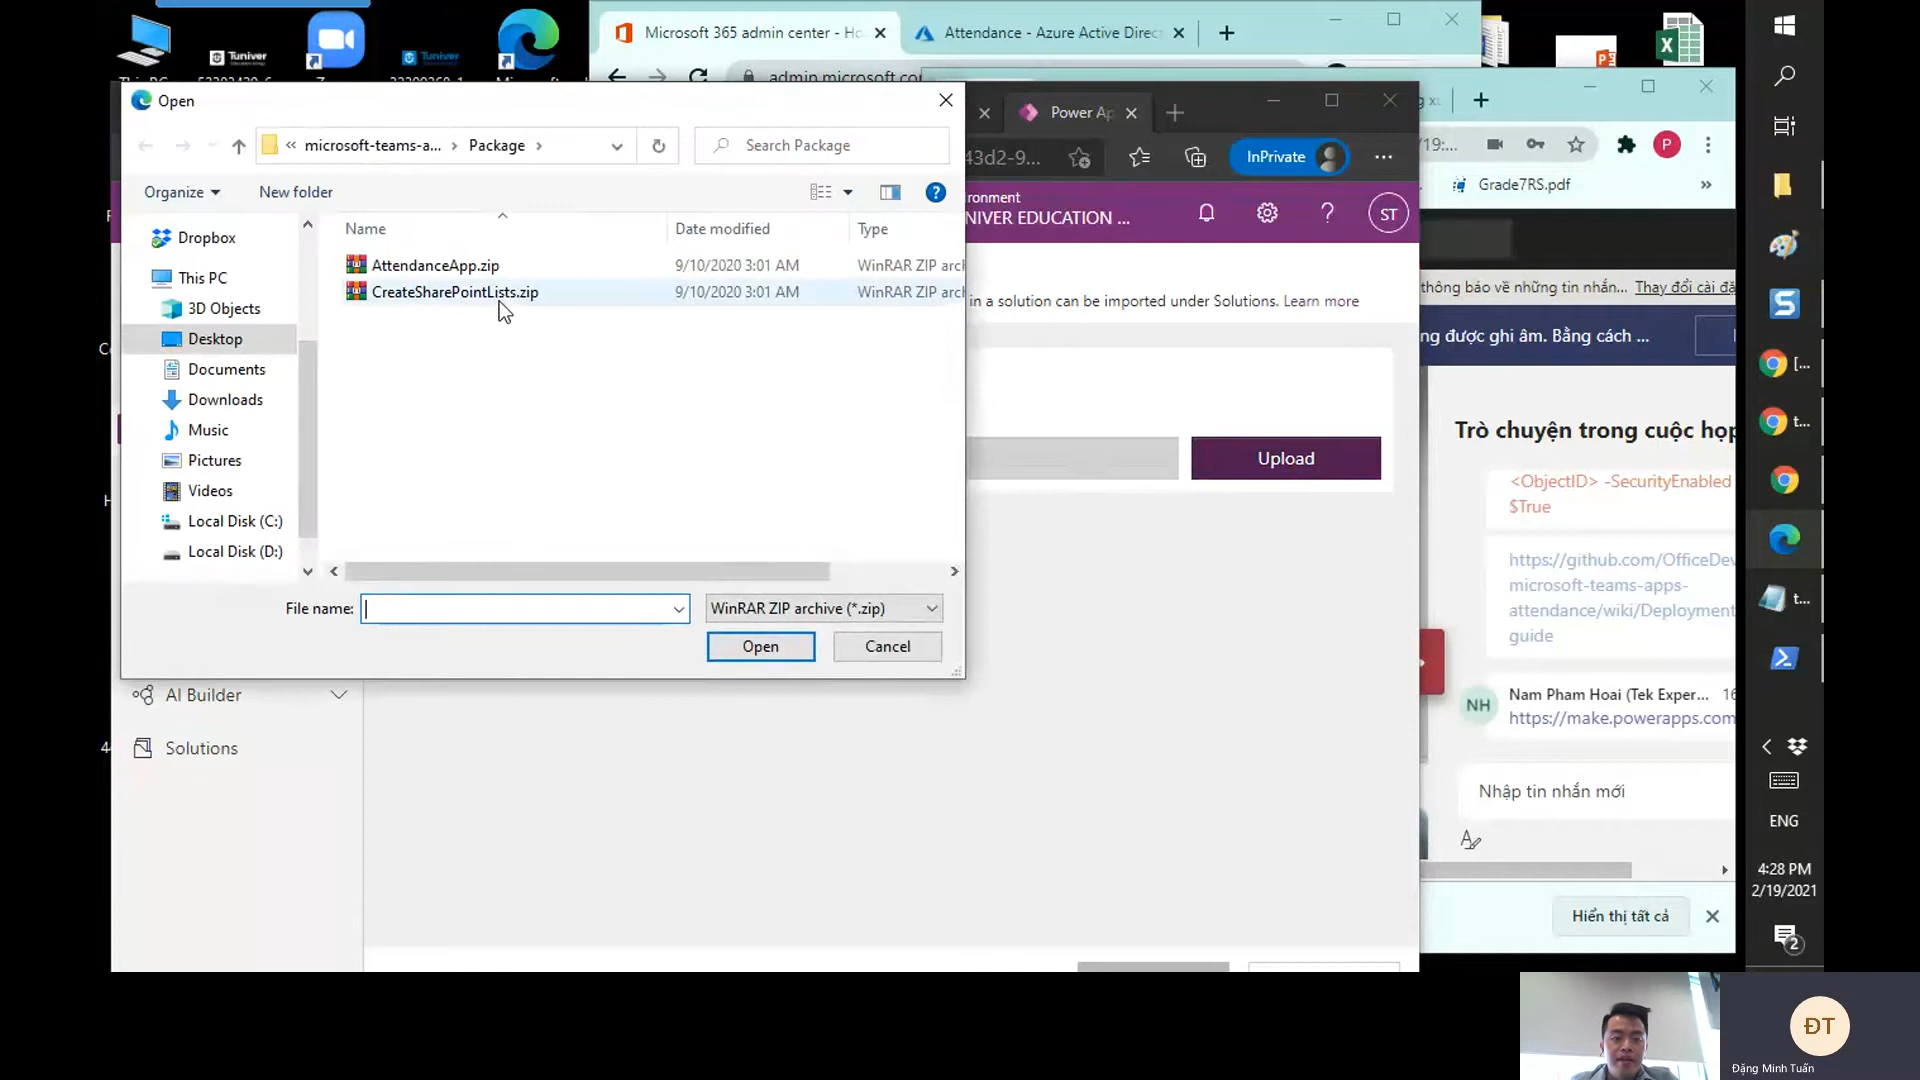 Microsoft 365 admin center - Ho
Attendance - Azure Active Direc
Tuniver
Tuniver
Open
microsoft-teams-a...
Package
Search Package
Organize
New folder
Name
Date modified
Type
AttendanceApp.zip
9/10/2020 3:01 AM
WinRAR ZIP arch
CreateSharePointLists.zip
9/10/2020 3:01 AM
WinRAR ZIP arch
Dropbox
This PC
3D Objects
Desktop
Documents
Downloads
Music
Pictures
Videos
Local Disk (C:)
Local Disk (D:)
File name:
WinRAR ZIP archive (*.zip)
Open
Cancel
AI Builder
Solutions
Power Ap
43d2-9...
InPrivate
ronment
NIVER EDUCATION ...
ST
in a solution can be imported under Solutions. Learn more
Upload
/19:...
P
Grade7RS.pdf
thông báo về những tin nhắn... Thay đổi cài đặ
ng được ghi âm. Bằng cách ...
Trò chuyện trong cuộc họp
<ObjectID> -SecurityEnabled
$True
https://github.com/OfficeDev
microsoft-teams-apps-
attendance/wiki/Deployment
guide
NH
Nam Pham Hoai (Tek Exper...
16
https://make.powerapps.com
Nhập tin nhắn mới
Hiển thị tất cả
[...
t...
t...
ENG
4:28 PM
2/19/2021
2
ĐT
Đặng Minh Tuấn